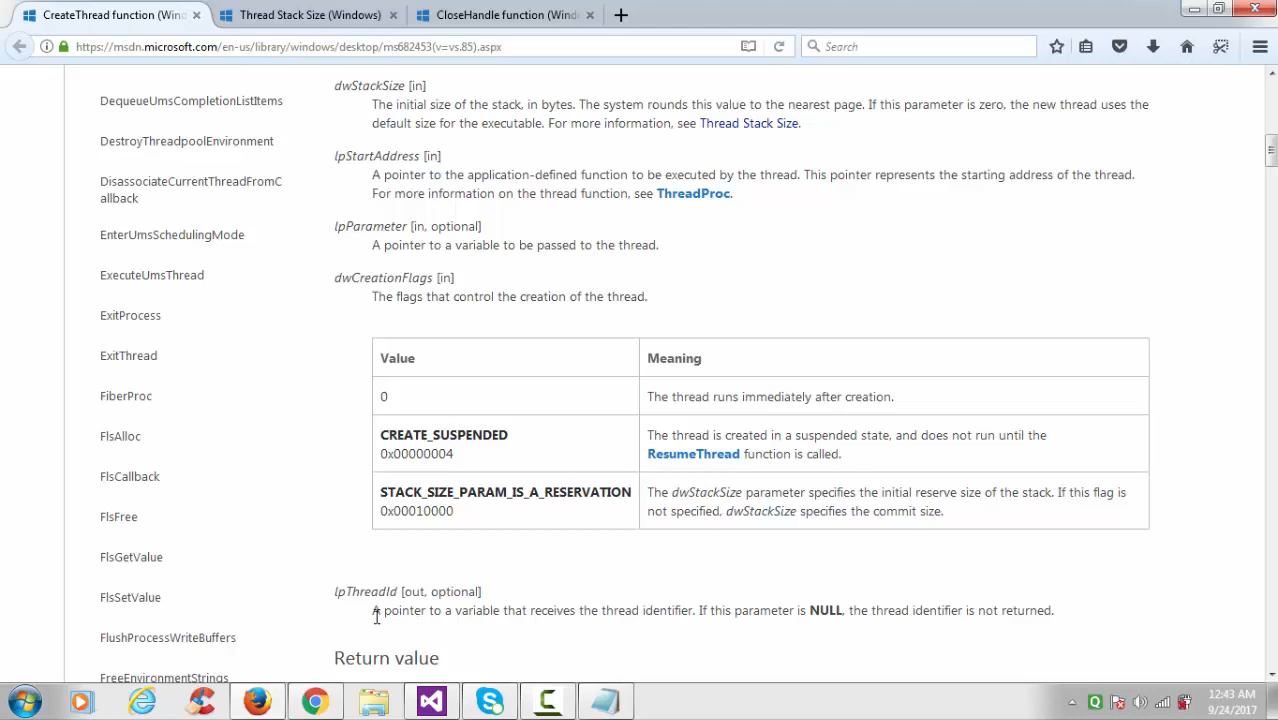 CreateThread function (Wind
Thread Stack Size (Windows)
CloseHandle function (Windo
https://msdn.microsoft.com/en-us/library/windows/desktop/ms682453(v=vs.85).aspx
Search
DequeueUmsCompletionListItems
DestroyThreadpoolEnvironment
DisassociateCurrentThreadFromC
allback
EnterUmsSchedulingMode
ExecuteUmsThread
ExitProcess
ExitThread
FiberProc
FlsAlloc
FlsCallback
FlsFree
FlsGetValue
FlsSetValue
FlushProcessWriteBuffers
FreeEnvironmentStrings
dwStackSize [in]
The initial size of the stack, in bytes. The system rounds this value to the nearest page. If this parameter is zero, the new thread uses the
default size for the executable. For more information, see Thread Stack Size.
lpStartAddress [in]
A pointer to the application-defined function to be executed by the thread. This pointer represents the starting address of the thread.
For more information on the thread function, see ThreadProc.
lpParameter [in, optional]
A pointer to a variable to be passed to the thread.
dwCreationFlags [in]
The flags that control the creation of the thread.
Value
Meaning
0
The thread runs immediately after creation.
CREATE_SUSPENDED
0x00000004
The thread is created in a suspended state, and does not run until the
ResumeThread function is called.
STACK_SIZE_PARAM_IS_A_RESERVATION
0x00010000
The dwStackSize parameter specifies the initial reserve size of the stack. If this flag is
not specified, dwStackSize specifies the commit size.
lpThreadId [out, optional]
A pointer to a variable that receives the thread identifier. If this parameter is NULL, the thread identifier is not returned.
Return value
12:43 AM
9/24/2017